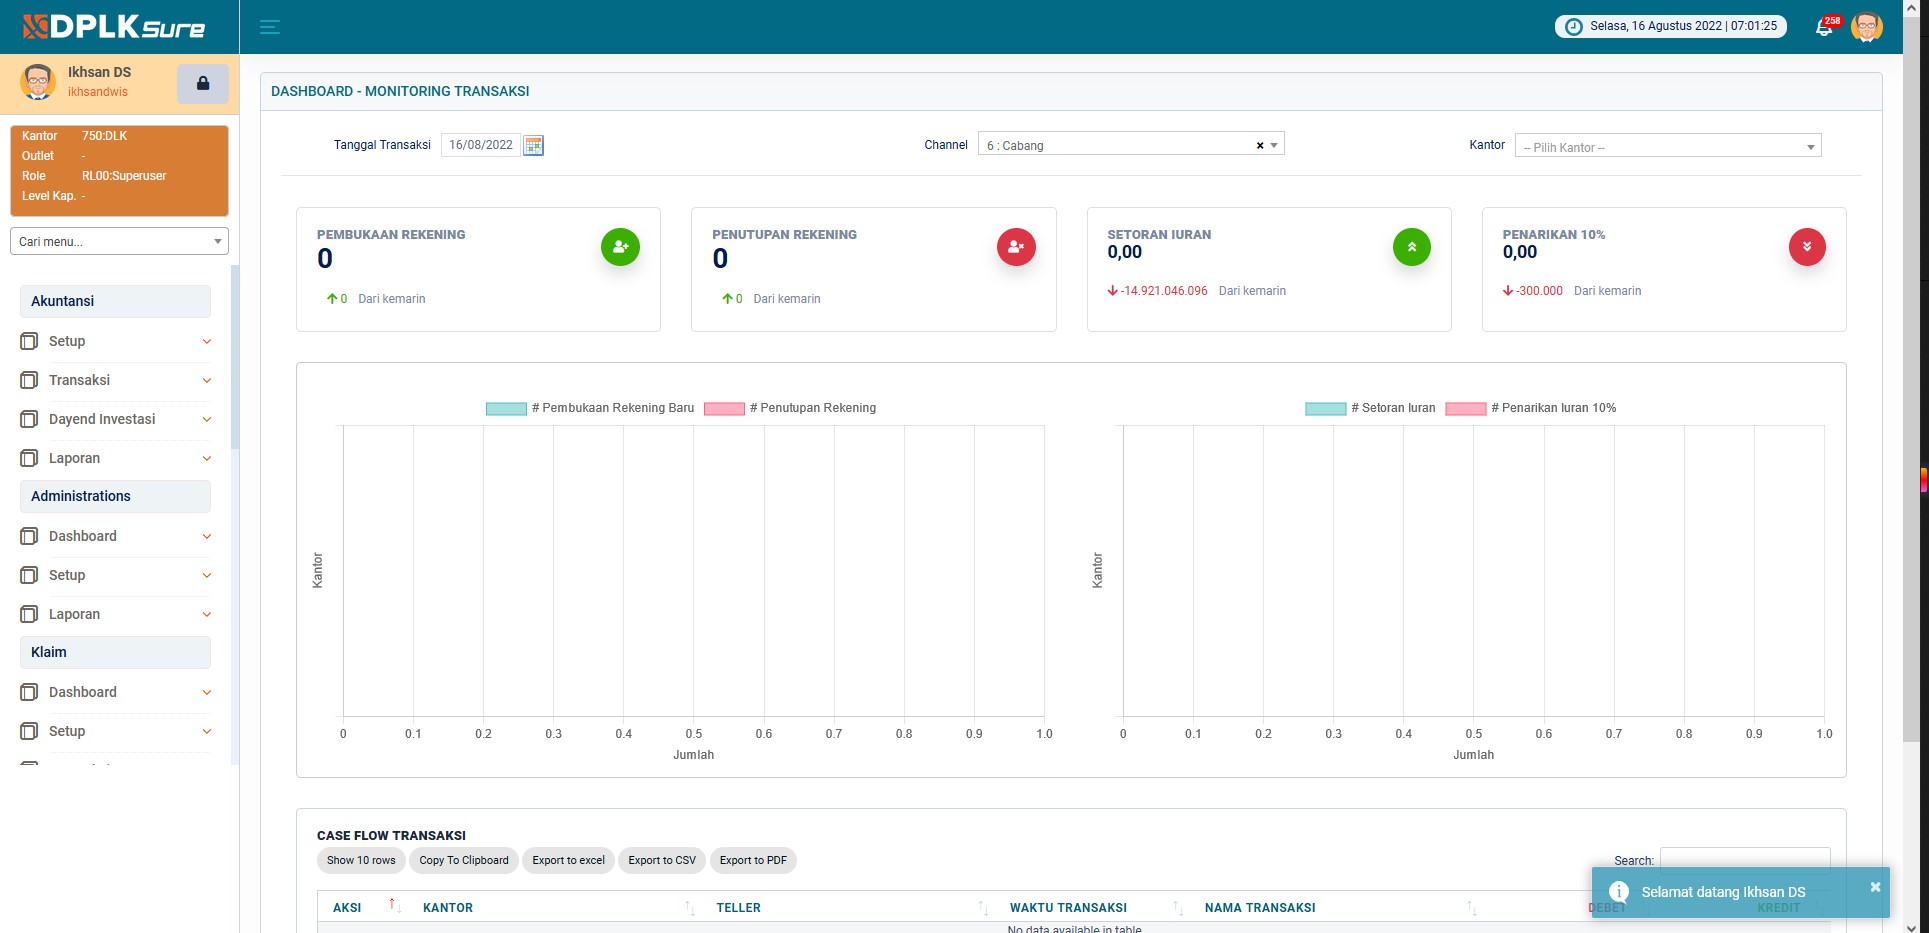 DPLK Sure
Selasa, 16 Agustus 2022 | 07:01:25
258
Ikhsan DS
ikhsandwis
Kantor 750:DLK
Outlet -
Role RL00:Superuser
Level Kap. -
Cari menu...
Akuntansi
Setup
Transaksi
Dayend Investasi
Laporan
Administrations
Dashboard
Setup
Laporan
Klaim
Dashboard
Setup
DASHBOARD - MONITORING TRANSAKSI
Tanggal Transaksi 16/08/2022 Channel 6 : Cabang × Kantor -- Pilih Kantor --
PEMBUKAAN REKENING
0
0 Dari kemarin
PENUTUPAN REKENING
0
0 Dari kemarin
SETORAN IURAN
0,00
-14.921.046.096 Dari kemarin
PENARIKAN 10%
0,00
-300.000 Dari kemarin
# Pembukaan Rekening Baru # Penutupan Rekening
Kantor
0 0.1 0.2 0.3 0.4 0.5 0.6 0.7 0.8 0.9 1.0
Jumlah
# Setoran Iuran # Penarikan Iuran 10%
Kantor
0 0.1 0.2 0.3 0.4 0.5 0.6 0.7 0.8 0.9 1.0
Jumlah
CASE FLOW TRANSAKSI
Show 10 rows Copy To Clipboard Export to excel Export to CSV Export to PDF
Search:
AKSI KANTOR TELLER WAKTU TRANSAKSI NAMA TRANSAKSI DEBET KREDIT
No data available in table
Selamat datang Ikhsan DS ×